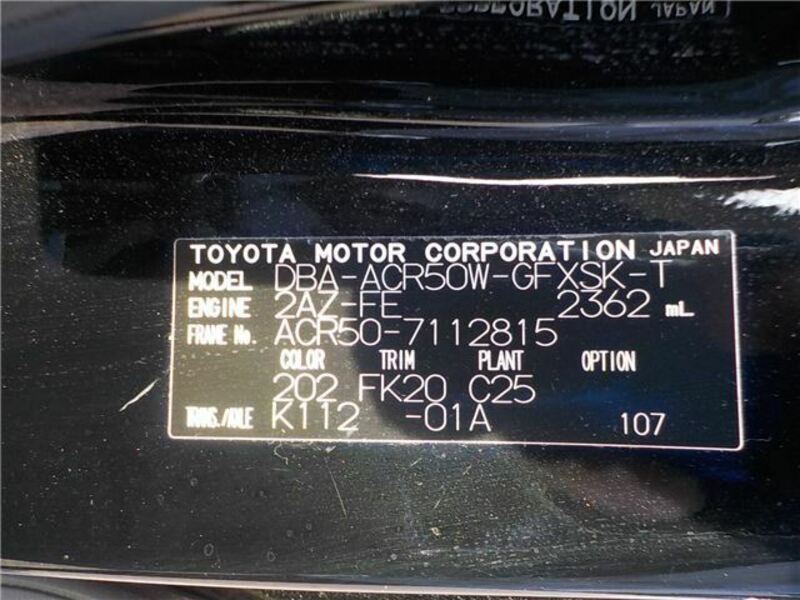 TOYOTA MOTOR CORPORATION JAPAN
MODEL DBA-ACR50W-GFXSK-T
ENGINE 2AZ-FE 2362 mL
FRAME No. ACR50-7112815
COLOR TRIM PLANT OPTION
202 FK20 C25
TRANS./AXLE K112 -01A 107